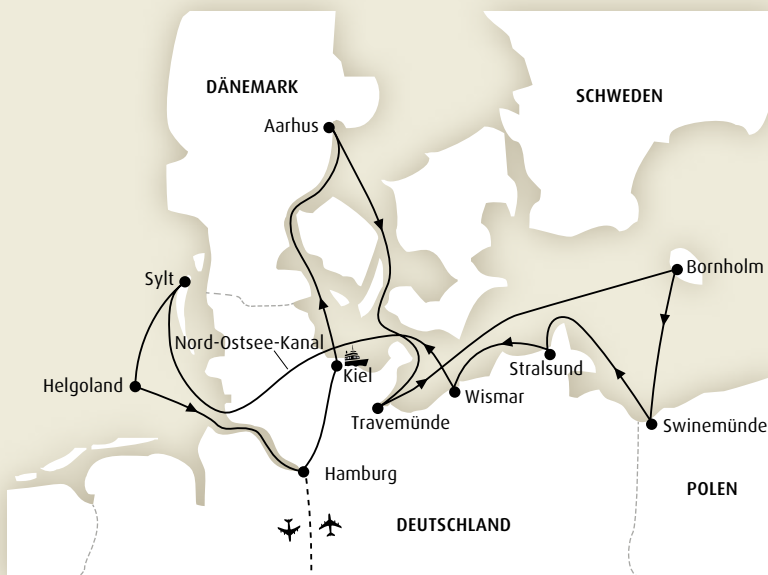 DÄNEMARK
SCHWEDEN
Aarhus
Bornholm
Sylt
Nord-Ostsee-Kanal
Stralsund
Kiel
Helgoland
Wismar
Travemünde
Swinemünde
Hamburg
POLEN
DEUTSCHLAND